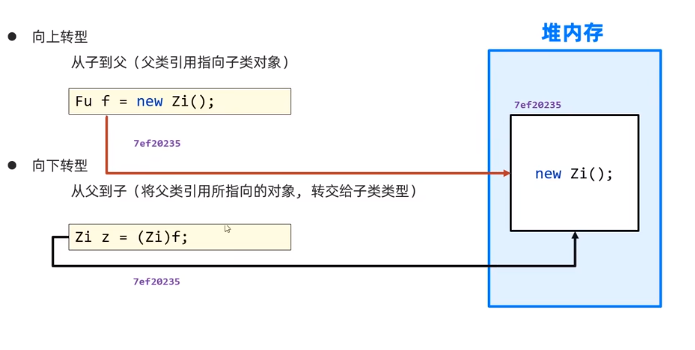 向上转型
从子到父（父类引用指向子类对象）
Fu f = new Zi();
7ef20235
向下转型
从父到子（将父类引用所指向的对象, 转交给子类类型）
Zi z = (Zi)f;
7ef20235
堆内存
7ef20235
new Zi();